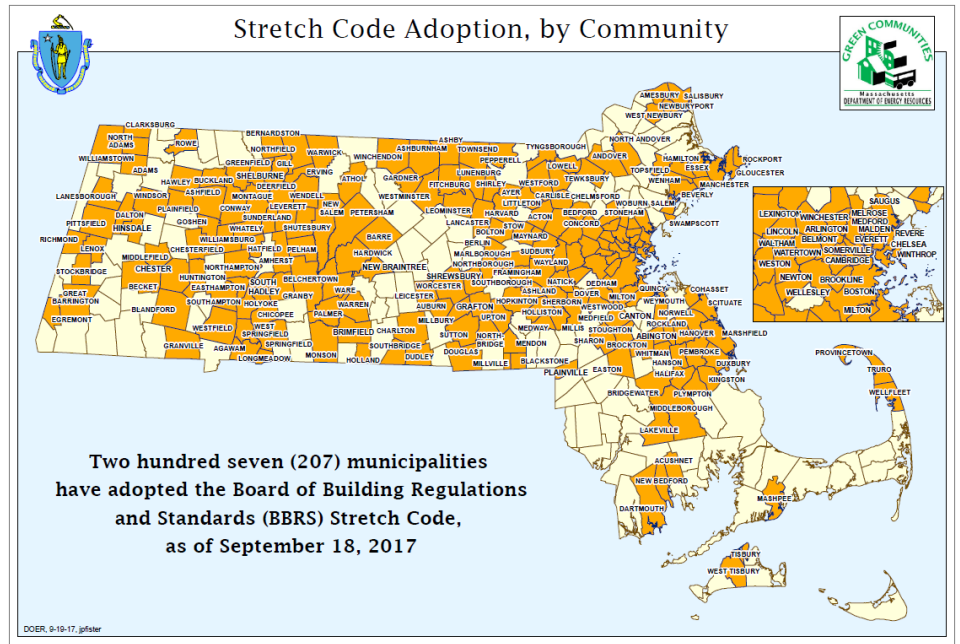 Stretch Code Adoption, by Community
GREEN COMMUNITIES
Massachusetts
DEPARTMENT OF ENERGY RESOURCES
AMESBURY SALISBURY
NEWBURYPORT
WEST NEWBURY
CLARKSBURG
NORTH
ADAMS
ROWE
BERNARDSTON
NORTHFIELD
WARWICK
WINCHENDON
ASHBY
ASHBURNHAM TOWNSEND
PEPPERELL
TYNGSBOROUGH
NORTH ANDOVER
ANDOVER
WILLIAMSTOWN
ADAMS
GREENFIELD GILL
SHELBURNE
ERVING
ATHOL
GARDNER
LUNENBURG
FITCHBURG SHIRLEY
LOWELL
WESTFORD TEWKSBURY
TOPSFIELD
HAMILTON
ESSEX
WENHAM
ROCKPORT
GLOUCESTER
MANCHESTER
BEVERLY
HAWLEY BUCKLAND
DEERFIELD
LANESBOROUGH
WINDSOR
ASHFIELD
MONTAGUE WENDELL
NEW
SALEM
WESTMINSTER
AYER
LITTLETON
CARLISLE CHELMSFORD
WOBURN SALEM
PLAINFIELD
CONWAY LEVERETT
SUNDERLAND
PETERSHAM
LEOMINSTER
HARVARD
ACTON
BEDFORD STONEHAM
SWAMPSCOTT
PITTSFIELD
DALTON
HINSDALE
GOSHEN
WHATELY
SHUTESBURY
LANCASTER
BOLTON
STOW
MAYNARD
CONCORD
RICHMOND
WILLIAMSBURG
BARRE
BERLIN
LENOX
MIDDLEFIELD
CHESTERFIELD
HATFIELD PELHAM
HARDWICK
MARLBOROUGH
SUDBURY
STOCKBRIDGE
CHESTER
NORTHAMPTON
AMHERST
NEW BRAINTREE
NORTHBOROUGH
WAYLAND
HUNTINGTON
SOUTH
HADLEY
BELCHERTOWN
SHREWSBURY
FRAMINGHAM
GREAT
BARRINGTON
BECKET
EASTHAMPTON
WARE
WORCESTER
SOUTHBOROUGH
NATICK
DEDHAM
QUINCY
COHASSET
BLANDFORD
SOUTHAMPTON HOLYOKE
GRANBY
WARREN
LEICESTER
AUBURN
GRAFTON
ASHLAND
HOPKINTON SHERBORN
DOVER
MILTON
WEYMOUTH
SCITUATE
EGREMONT
CHICOPEE
PALMER
MILLBURY
UPTON
HOLLISTON
WESTWOOD
MEDFIELD
CANTON
NORWELL
ROCKLAND
WESTFIELD
WEST
SPRINGFIELD
BRIMFIELD
CHARLTON
SUTTON
NORTH-
BRIDGE
MEDWAY
MILLIS
STOUGHTON
ABINGTON
HANOVER
MARSHFIELD
GRANVILLE
AGAWAM
SPRINGFIELD
SOUTHBRIDGE
DOUGLAS
MENDON
SHARON
BROCKTON
WHITMAN
PEMBROKE
LONGMEADOW
MONSON
HOLLAND
DUDLEY
MILLVILLE
BLACKSTONE
PLAINVILLE
EASTON
HANSON
HALIFAX
DUXBURY
KINGSTON
BRIDGEWATER
PLYMPTON
MIDDLEBOROUGH
LAKEVILLE
ACUSHNET
NEW BEDFORD
DARTMOUTH
MASHPEE
TISBURY
WEST TISBURY
PROVINCETOWN
TRURO
WELLFLEET
SAUGUS
LEXINGTON
WINCHESTER
MELROSE
MEDFORD
LINCOLN
ARLINGTON
MALDEN
REVERE
WALTHAM
BELMONT
EVERETT
CHELSEA
WATERTOWN
SOMERVILLE
WINTHROP
WESTON
CAMBRIDGE
NEWTON
BROOKLINE
WELLESLEY
BOSTON
MILTON
Two hundred seven (207) municipalities
have adopted the Board of Building Regulations
and Standards (BBRS) Stretch Code,
as of September 18, 2017
DOER, 9-19-17, jpfister